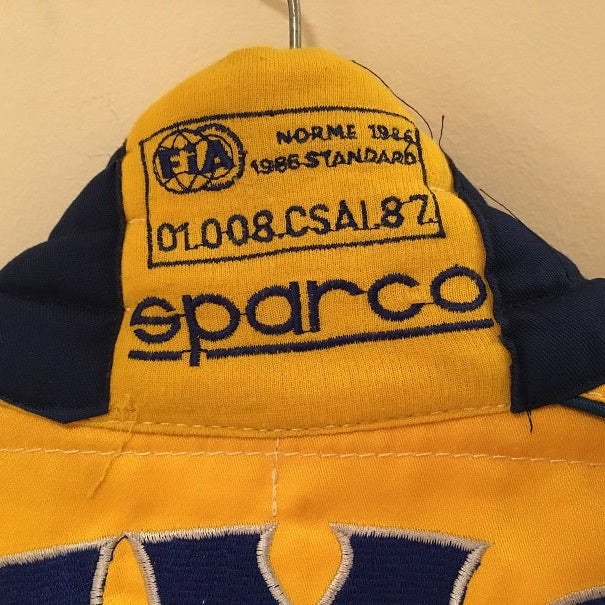 FIA
NORME 1986
1986 STANDARD
01.008.CSAI.87.
sparco